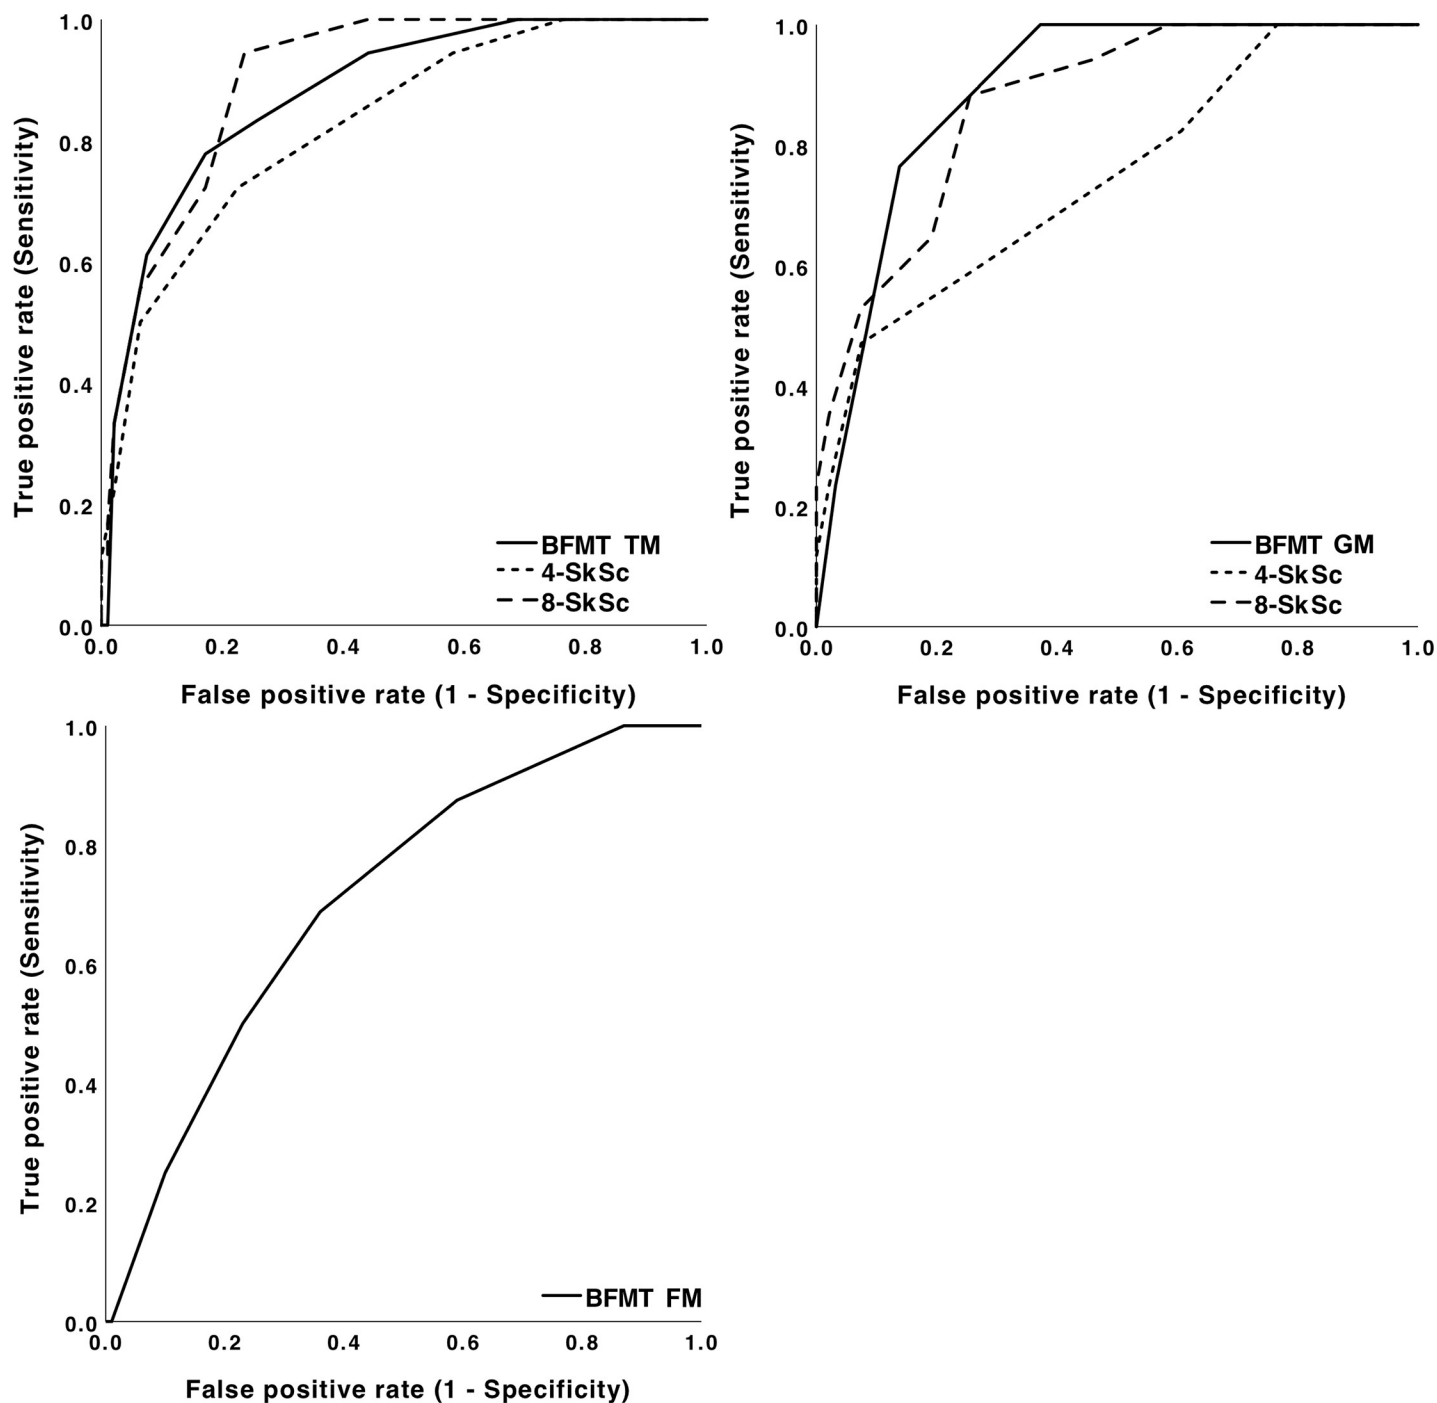 True positive rate (Sensitivity)
1.0
0.8
0.6
0.4
0.2
0.0
BFMT TM
4-SkSc
8-SkSc
0.0 0.2 0.4 0.6 0.8 1.0
False positive rate (1 - Specificity)
True positive rate (Sensitivity)
1.0
0.8
0.6
0.4
0.2
0.0
BFMT GM
4-SkSc
8-SkSc
0.0 0.2 0.4 0.6 0.8 1.0
False positive rate (1 - Specificity)
True positive rate (Sensitivity)
1.0
0.8
0.6
0.4
0.2
0.0
BFMT FM
0.0 0.2 0.4 0.6 0.8 1.0
False positive rate (1 - Specificity)